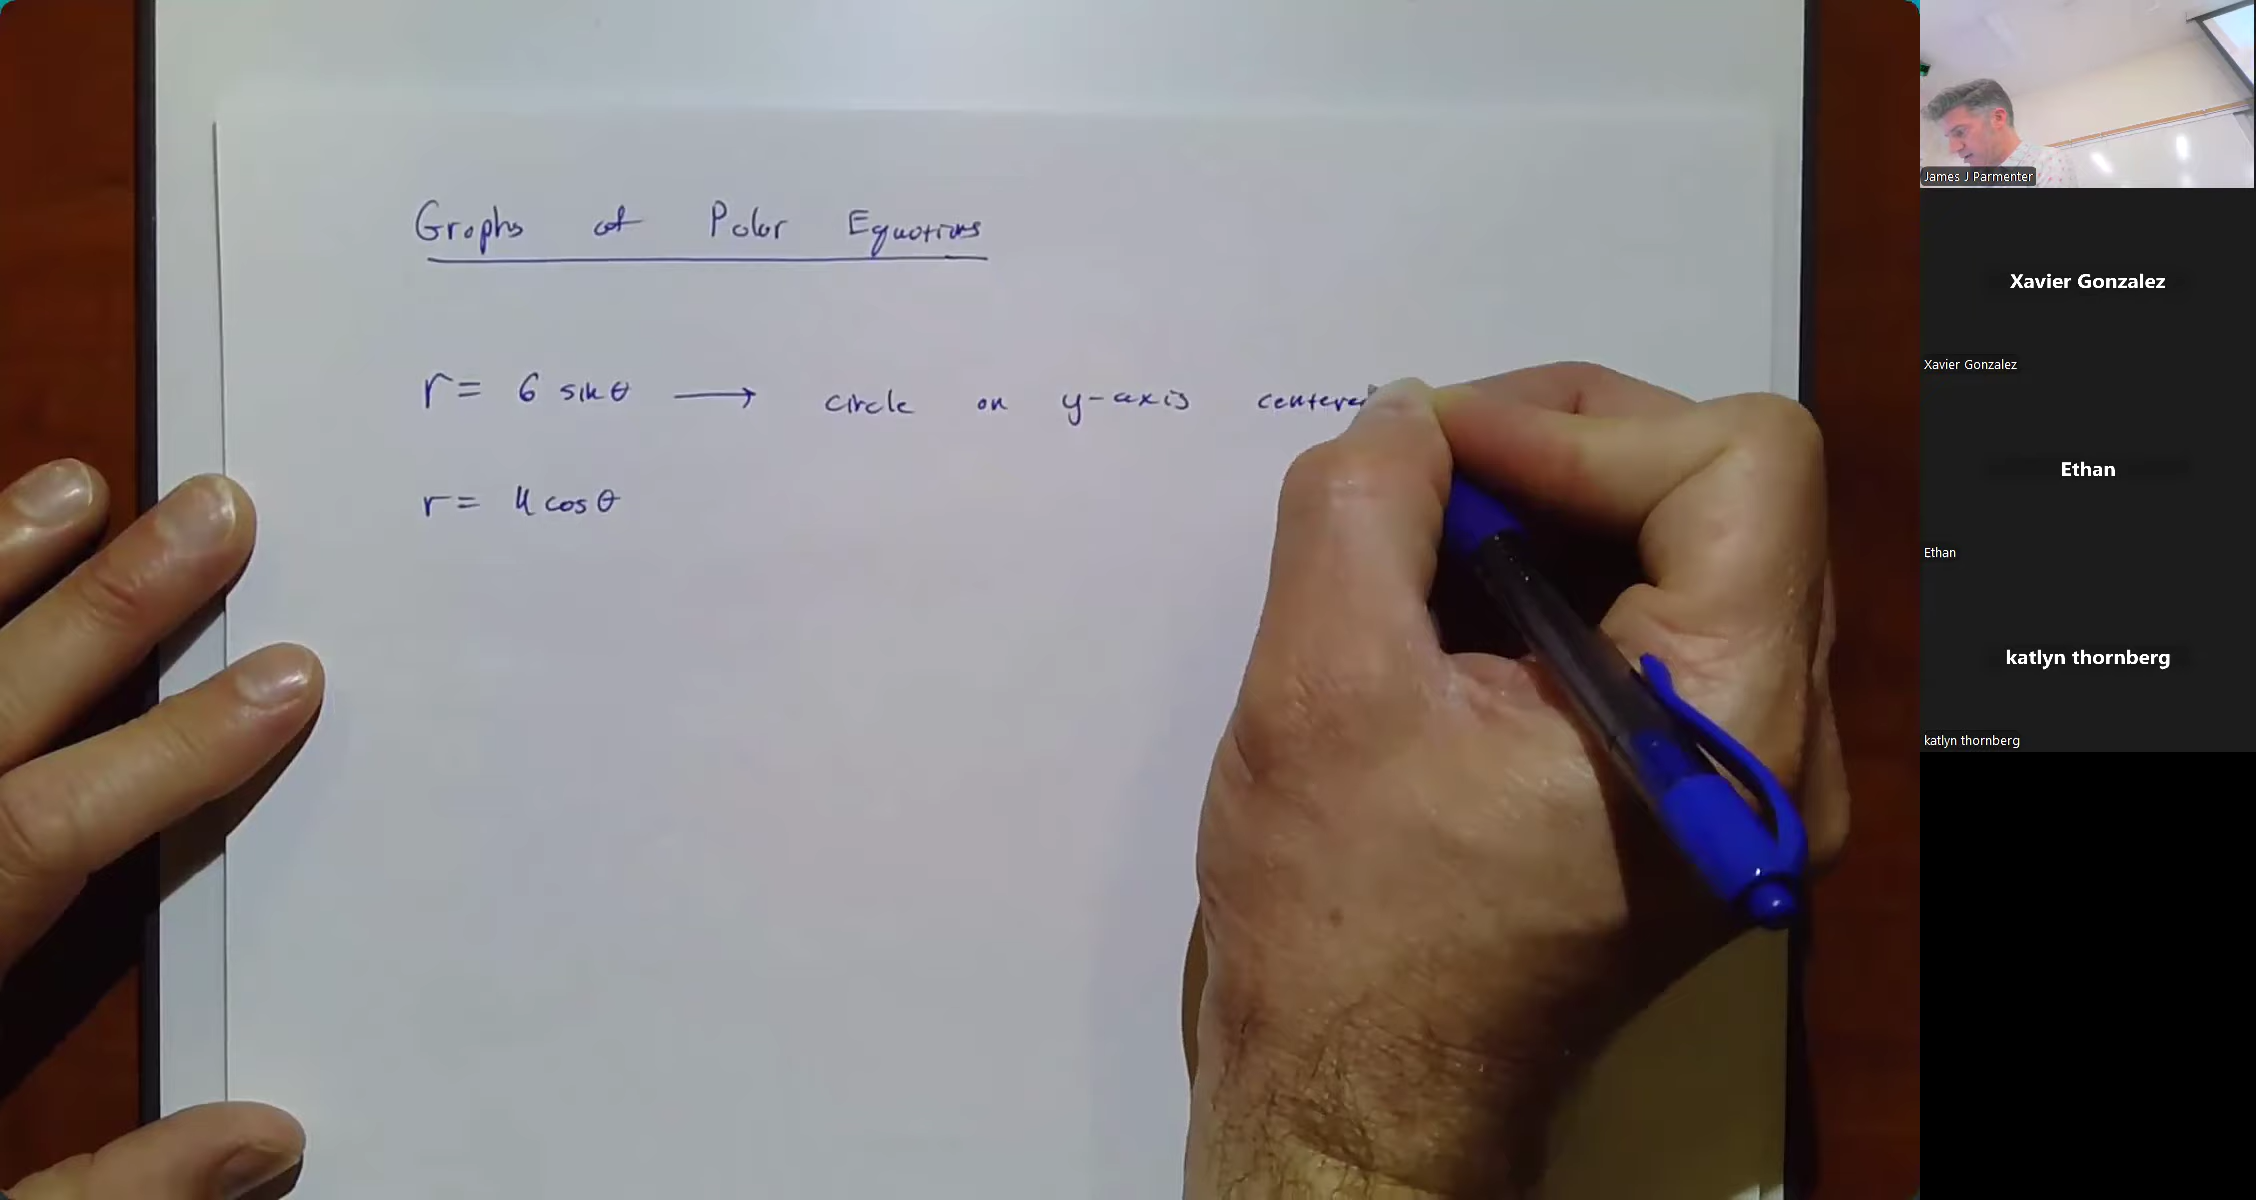 Graphs of Polar Equations
r = 6 sin θ → circle on y-axis centered
r = 4 cos θ
James J Parmenter
Xavier Gonzalez
Xavier Gonzalez
Ethan
Ethan
katlyn thornberg
katlyn thornberg